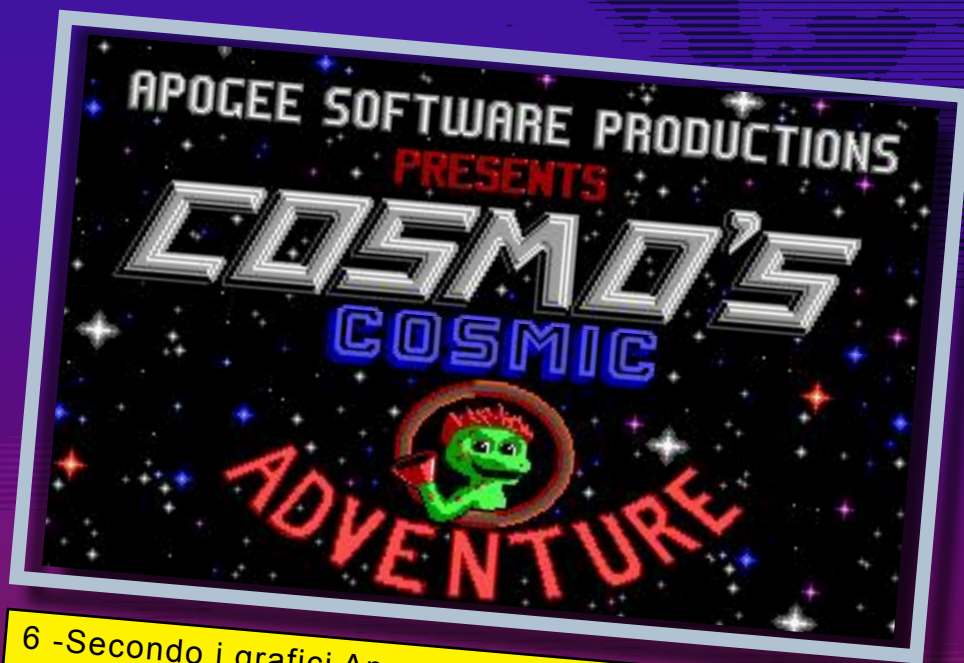 APOGEE SOFTWARE PRODUCTIONS
PRESENTS
COSMO'S
COSMIC
ADVENTURE
6 -Secondo i grafici